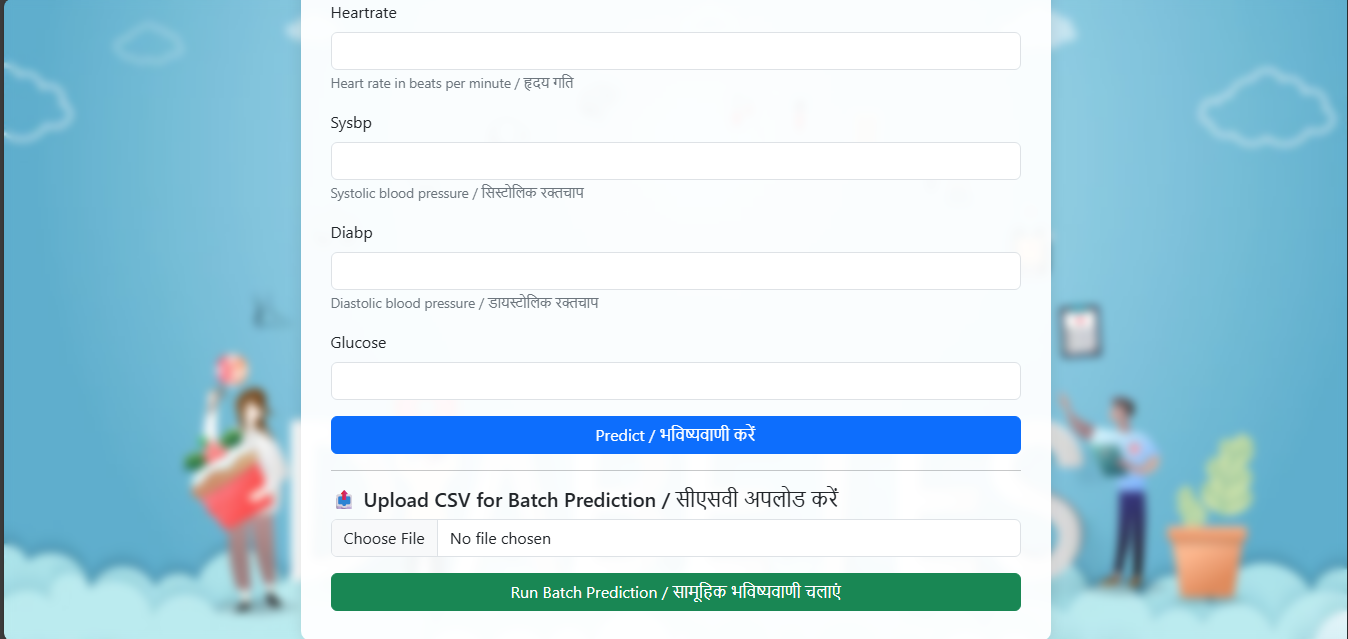 Heartrate
Heart rate in beats per minute / हृदय गति
Sysbp
Systolic blood pressure / सिस्टोलिक रक्तचाप
Diabp
Diastolic blood pressure / डायस्टोलिक रक्तचाप
Glucose
Predict / भविष्यवाणी करें
Upload CSV for Batch Prediction / सीएसवी अपलोड करें
Choose File No file chosen
Run Batch Prediction / सामूहिक भविष्यवाणी चलाएं